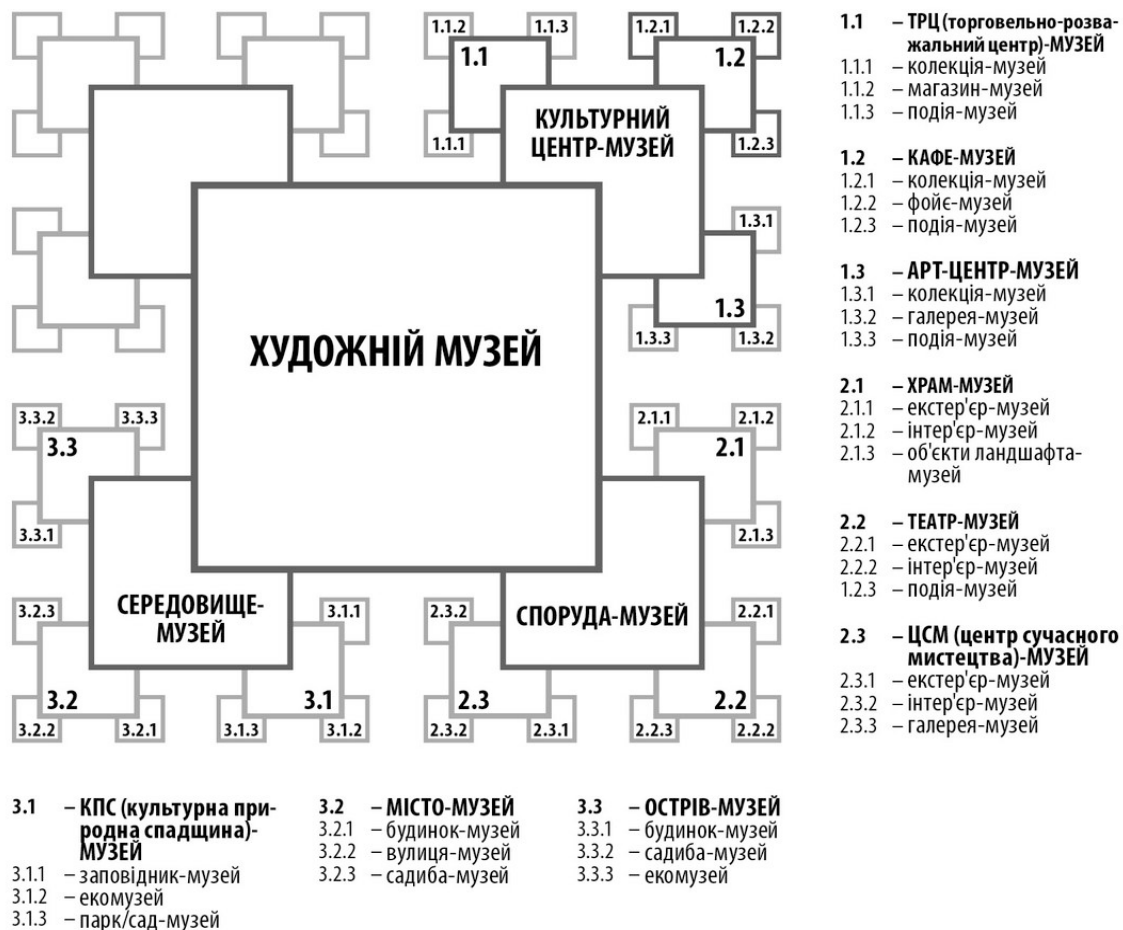 1.1.2 1.1.3 1.2.1 1.2.2
1.1 1.2
КУЛЬТУРНИЙ
ЦЕНТР-МУЗЕЙ
1.1.1 1.2.3
1.3.1
1.3
1.3.3 1.3.2
ХУДОЖНІЙ МУЗЕЙ
3.3.2 3.3.3 2.1.1 2.1.2
3.3 2.1
3.3.1 2.1.3
СЕРЕДОВИЩЕ-
МУЗЕЙ
СПОРУДА-МУЗЕЙ
3.2.3 3.1.1 2.3.2 2.2.1
3.2 3.1 2.3 2.2
3.2.2 3.2.1 3.1.3 3.1.2 2.3.2 2.3.1 2.2.3 2.2.2
1.1 – ТРЦ (торговельно-розва-
жальний центр)-МУЗЕЙ
1.1.1 – колекція-музей
1.1.2 – магазин-музей
1.1.3 – подія-музей
1.2 – КАФЕ-МУЗЕЙ
1.2.1 – колекція-музей
1.2.2 – фойє-музей
1.2.3 – подія-музей
1.3 – АРТ-ЦЕНТР-МУЗЕЙ
1.3.1 – колекція-музей
1.3.2 – галерея-музей
1.3.3 – подія-музей
2.1 – ХРАМ-МУЗЕЙ
2.1.1 – екстер'єр-музей
2.1.2 – інтер'єр-музей
2.1.3 – об'єкти ландшафта-
музей
2.2 – ТЕАТР-МУЗЕЙ
2.2.1 – екстер'єр-музей
2.2.2 – інтер'єр-музей
1.2.3 – подія-музей
2.3 – ЦСМ (центр сучасного
мистецтва)-МУЗЕЙ
2.3.1 – екстер'єр-музей
2.3.2 – інтер'єр-музей
2.3.3 – галерея-музей
3.1 – КПС (культурна при-
родна спадщина)-
МУЗЕЙ
3.1.1 – заповідник-музей
3.1.2 – екомузей
3.1.3 – парк/сад-музей
3.2 – МІСТО-МУЗЕЙ
3.2.1 – будинок-музей
3.2.2 – вулиця-музей
3.2.3 – садиба-музей
3.3 – ОСТРІВ-МУЗЕЙ
3.3.1 – будинок-музей
3.3.2 – садиба-музей
3.3.3 – екомузей